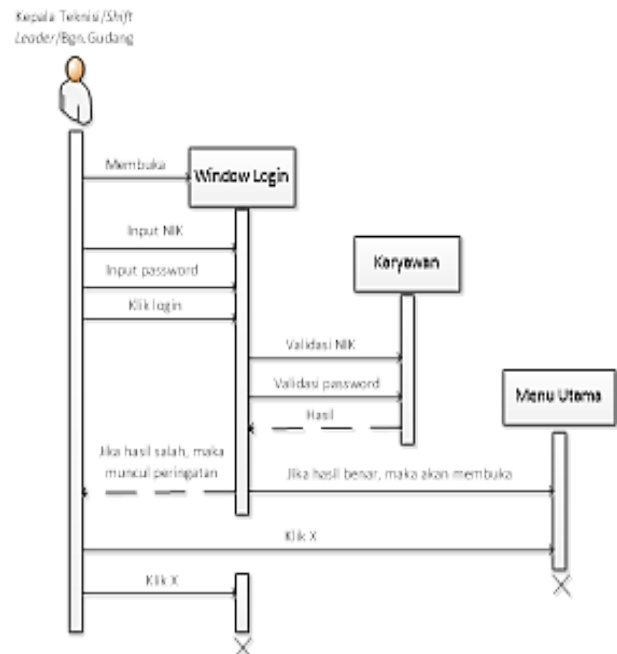 Kepala Teknisi/Shift
Leader/Bgn.Gudang
Membuka
Window Login
Input NIK
Karyawan
Input password
Klik login
Validasi NIK
Validasi password
Menu Utama
Hasil
Jika hasil salah, maka
muncul peringatan
Jika hasil benar, maka akan membuka
Klik X
Klik X